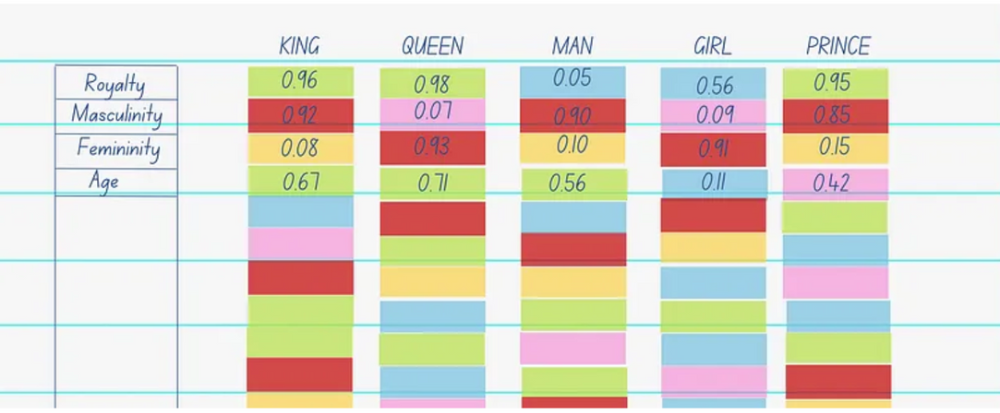 KING QUEEN MAN GIRL PRINCE
Royalty 0.96 0.98 0.05 0.56 0.95
Masculinity 0.92 0.07 0.90 0.09 0.85
Femininity 0.08 0.93 0.10 0.91 0.15
Age 0.67 0.71 0.56 0.11 0.42